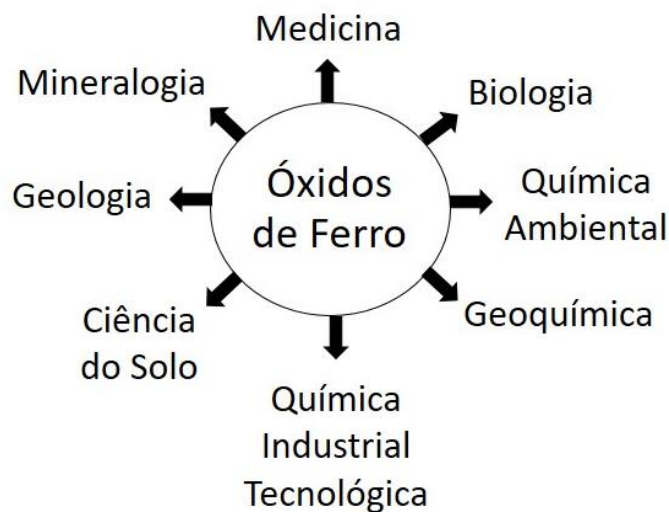 Medicina
Mineralogia
Biologia
Geologia
Óxidos
de Ferro
Química
Ambiental
Ciência
do Solo
Geoquímica
Química
Industrial
Tecnológica